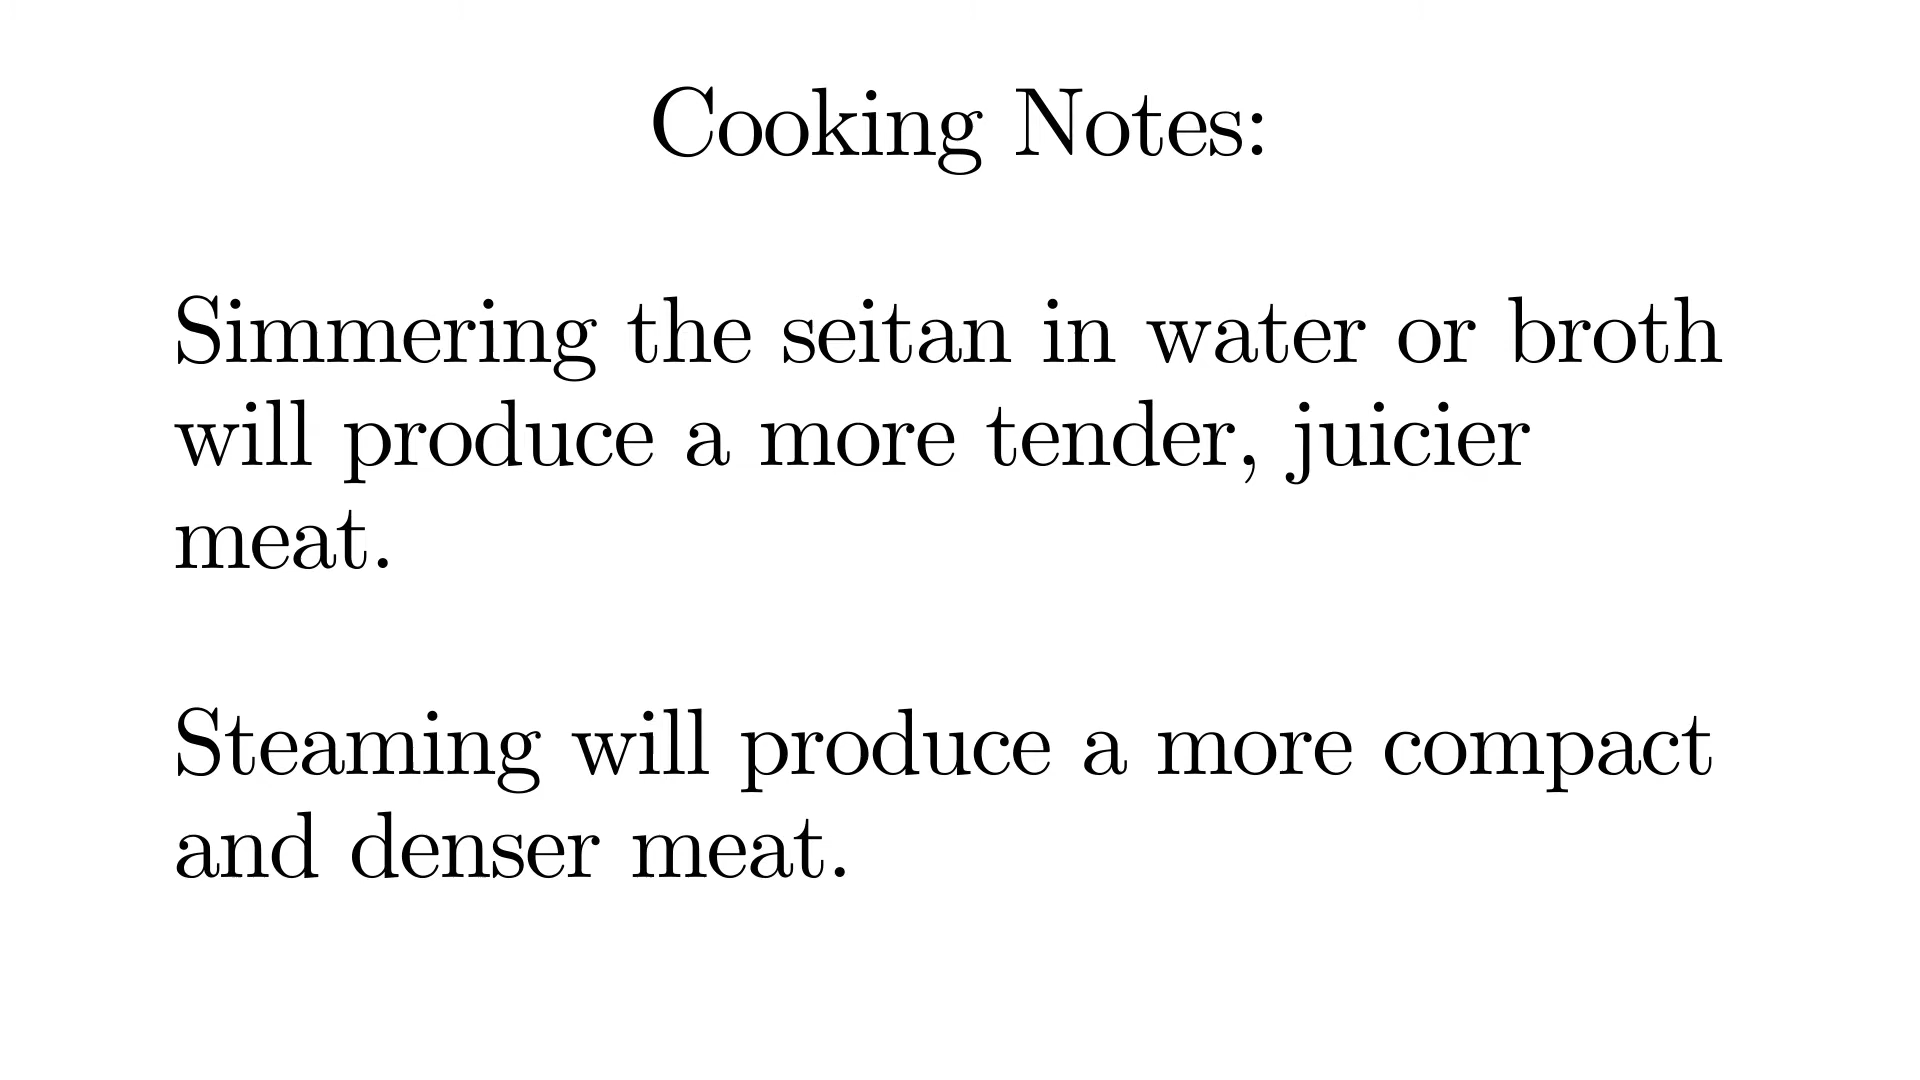 Cooking Notes:
Simmering the seitan in water or broth
will produce a more tender, juicier
meat.
Steaming will produce a more compact
and denser meat.